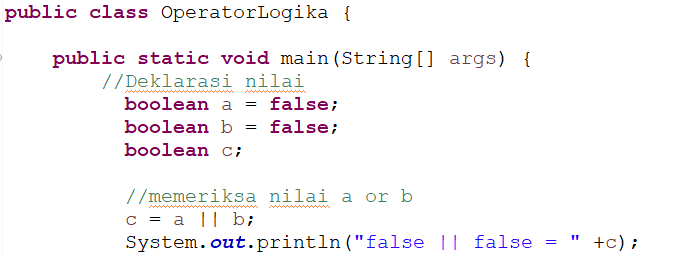 public class OperatorLogika {
public static void main(String[] args) {
//Deklarasi nilai
boolean a = false;
boolean b = false;
boolean c;
//memeriksa nilai a or b
c = a || b;
System.out.println("false || false = " +c);